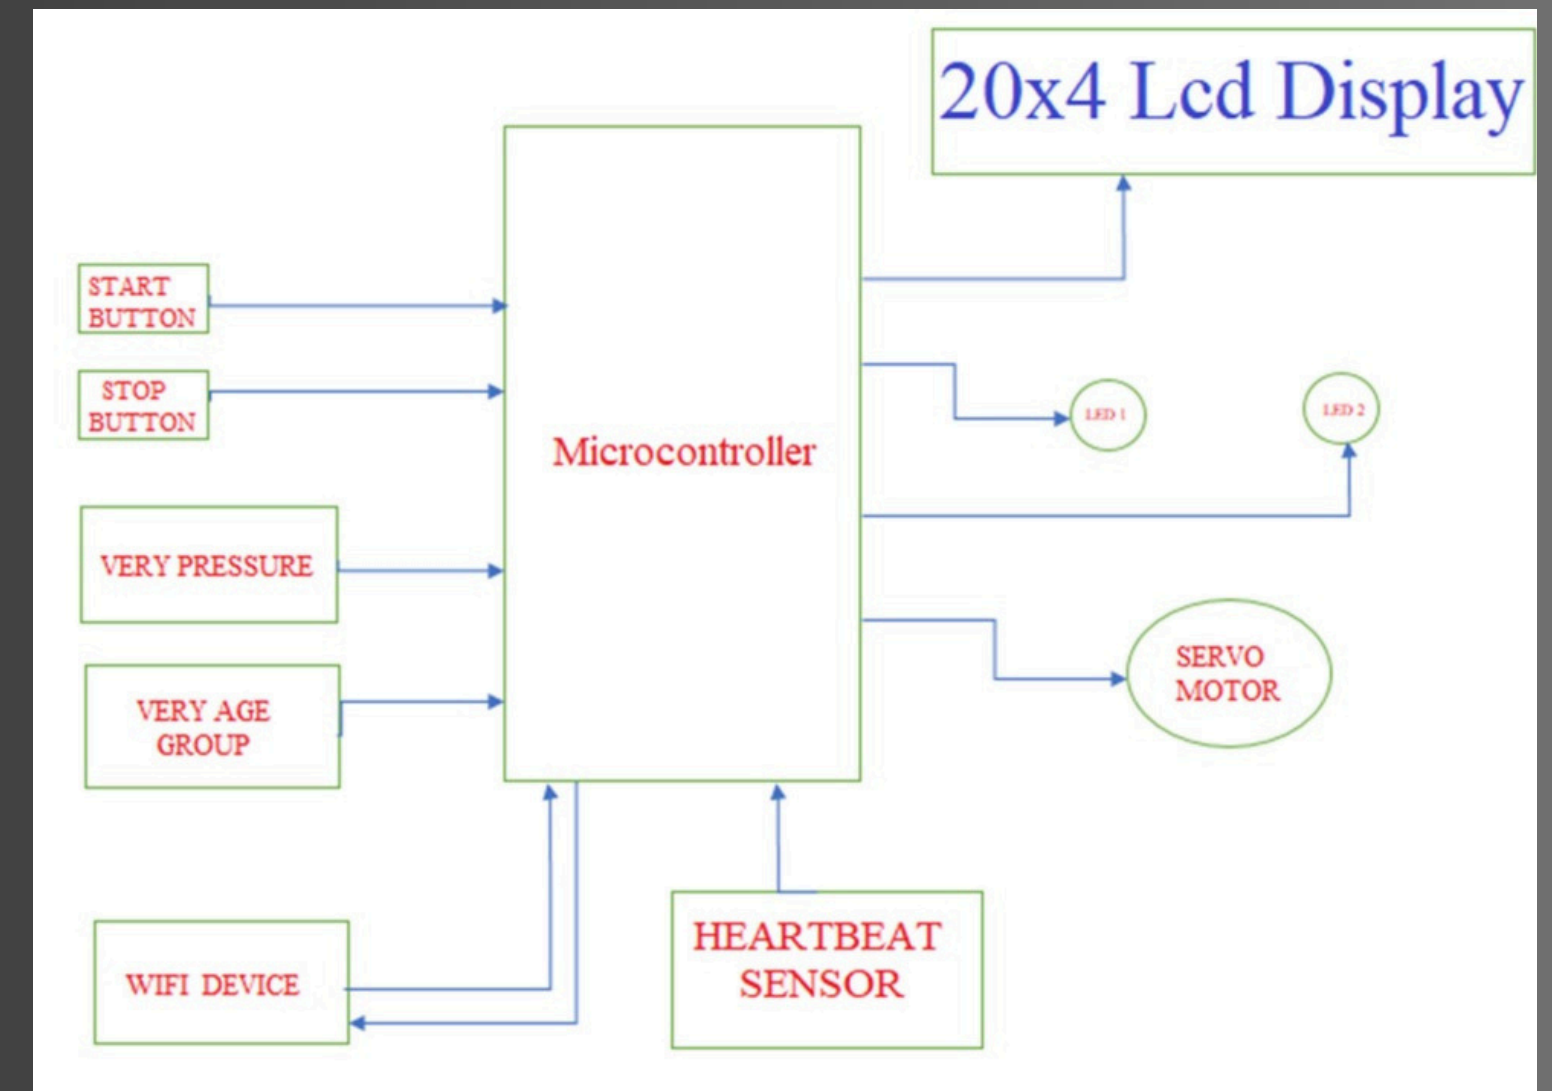 20x4 Lcd Display
START
BUTTON
STOP
BUTTON
Microcontroller
LED 1
LED 2
VERY PRESSURE
VERY AGE
GROUP
SERVO
MOTOR
WIFI DEVICE
HEARTBEAT
SENSOR